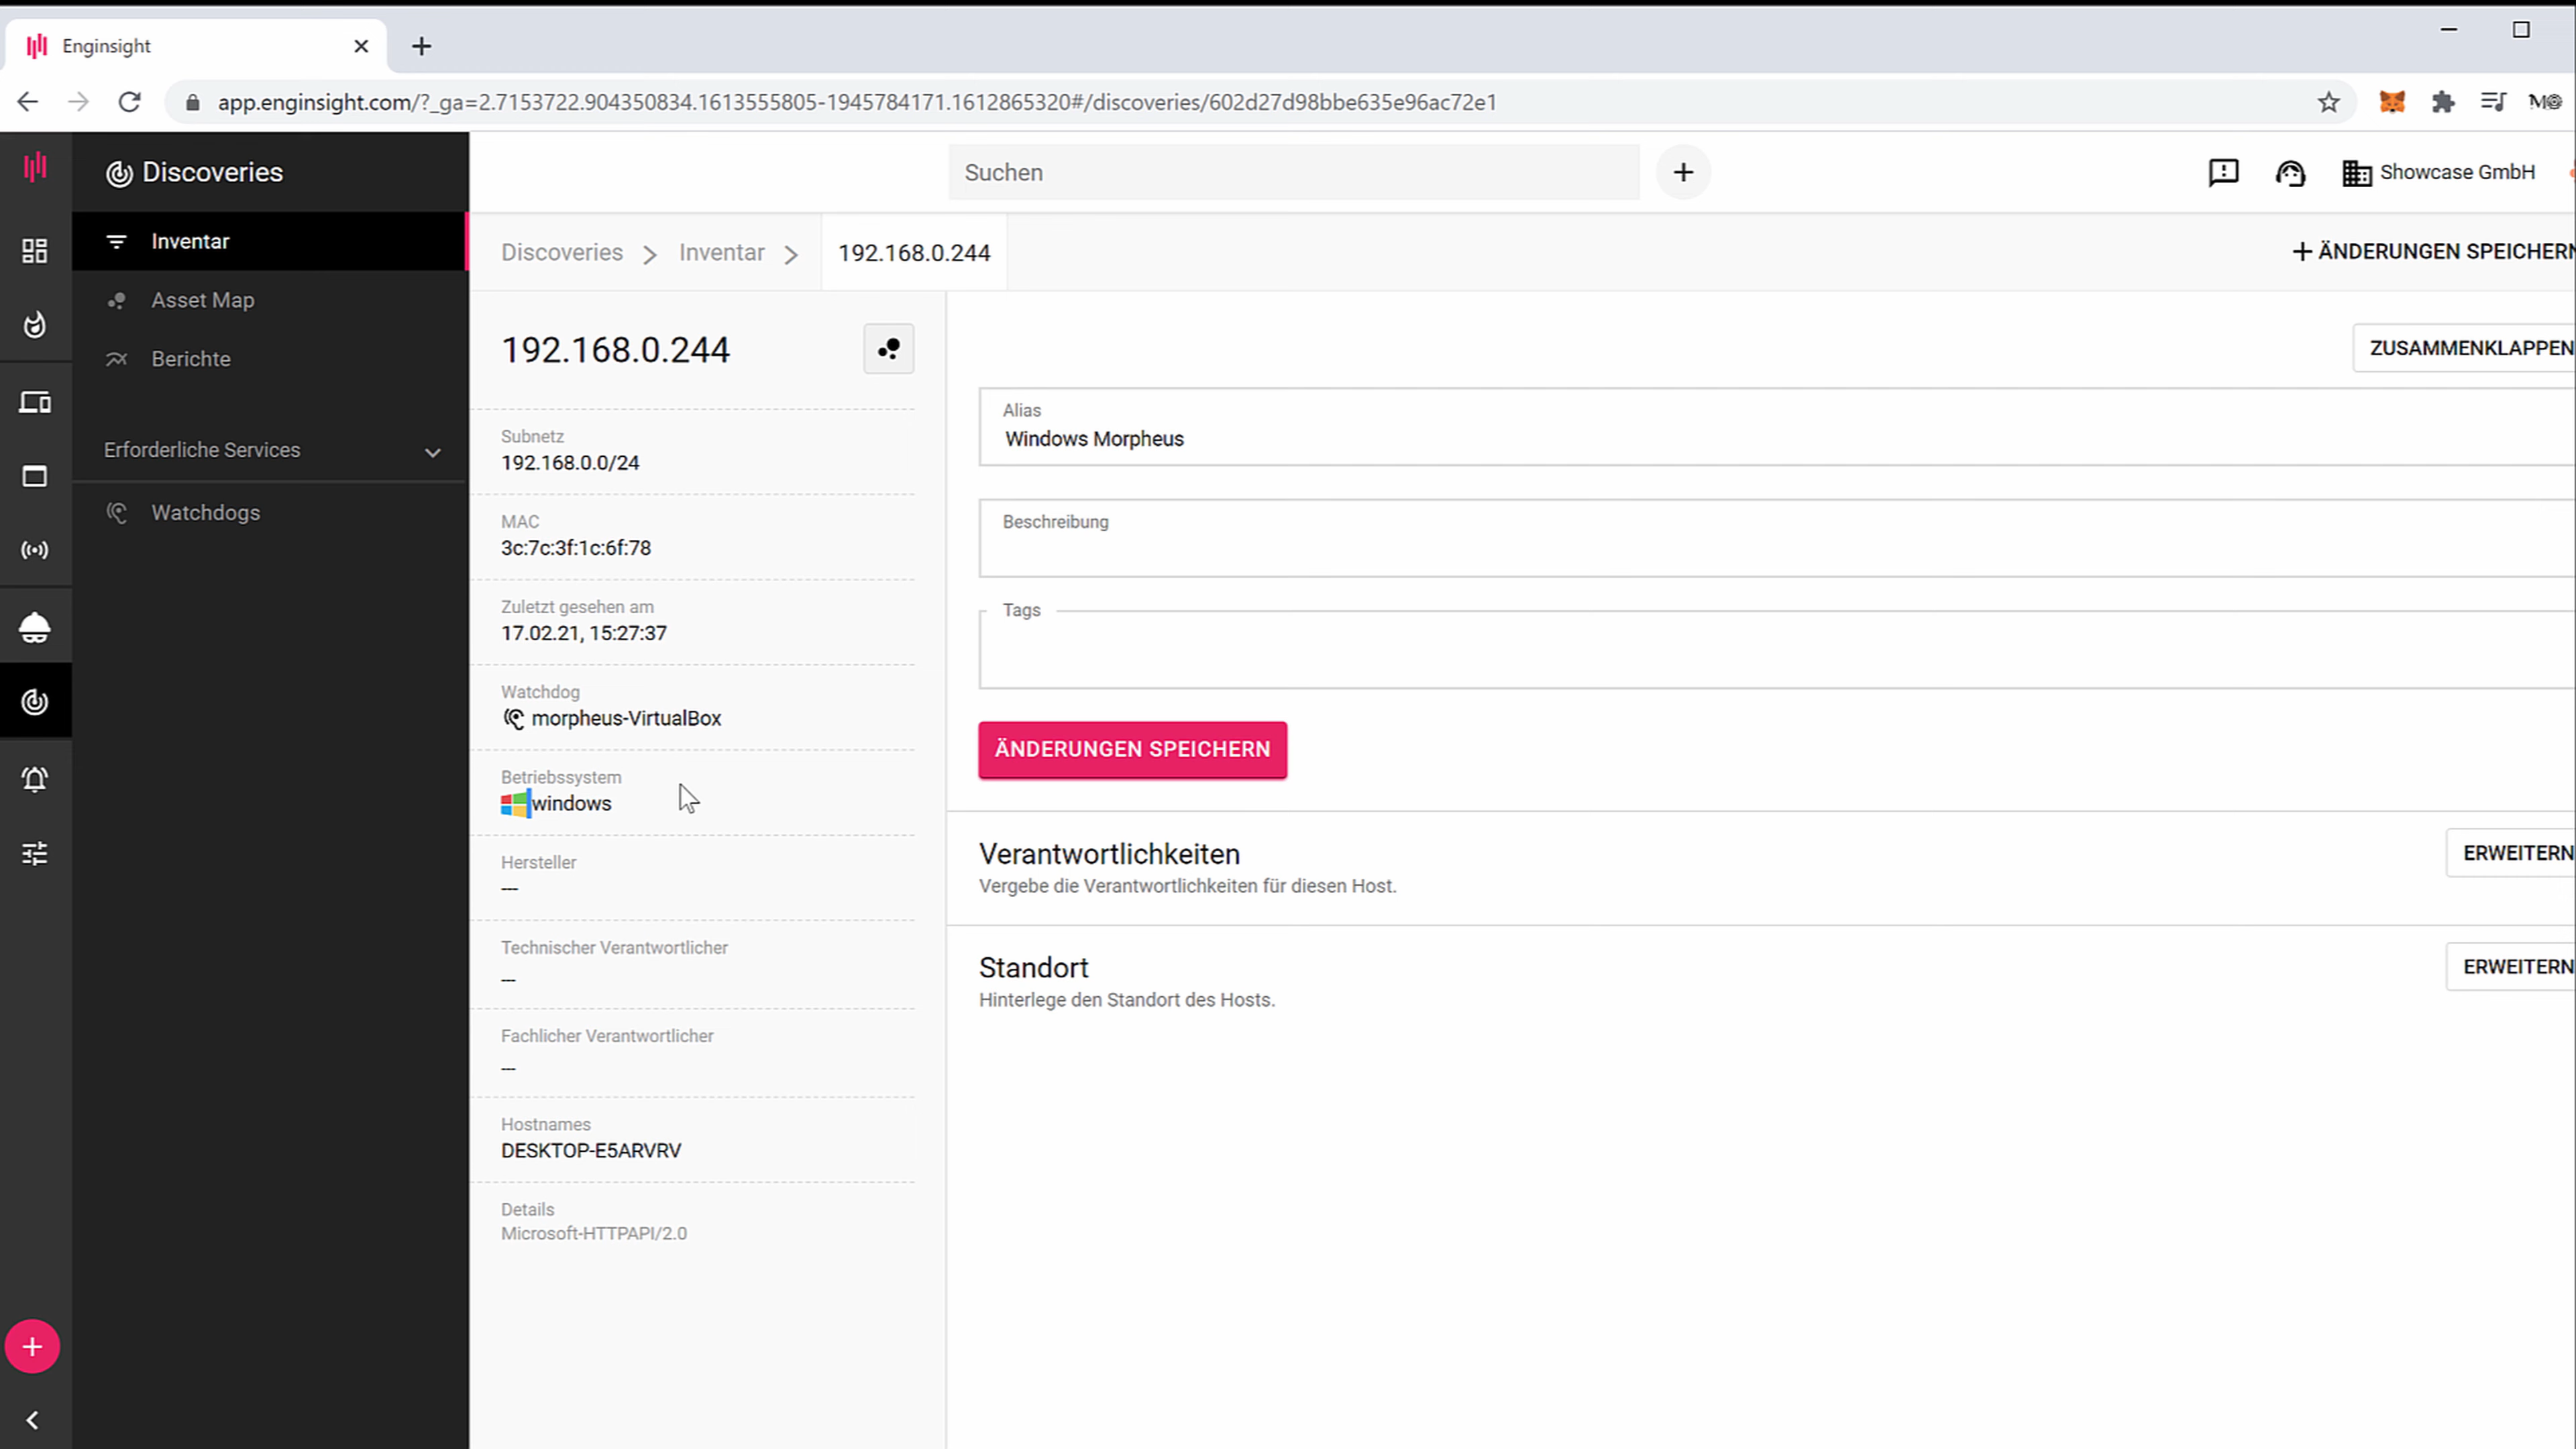 Enginsight
app.enginsight.com/?_ga=2.7153722.904350834.1613555805-1945784171.1612865320#/discoveries/602d27d98bbe635e96ac72e1
Discoveries
Suchen
Showcase GmbH
Inventar
Asset Map
Berichte
Erforderliche Services
Watchdogs
Discoveries
Inventar
192.168.0.244
+ ÄNDERUNGEN SPEICHERN
192.168.0.244
Subnetz
192.168.0.0/24
MAC
3c:7c:3f:1c:6f:78
Zuletzt gesehen am
17.02.21, 15:27:37
Watchdog
morpheus-VirtualBox
Betriebssystem
windows
Hersteller
---
Technischer Verantwortlicher
---
Fachlicher Verantwortlicher
---
Hostnames
DESKTOP-E5ARVRV
Details
Microsoft-HTTPAPI/2.0
ZUSAMMENKLAPPEN
Alias
Windows Morpheus
Beschreibung
Tags
ÄNDERUNGEN SPEICHERN
Verantwortlichkeiten
ERWEITERN
Vergebe die Verantwortlichkeiten für diesen Host.
Standort
ERWEITERN
Hinterlege den Standort des Hosts.